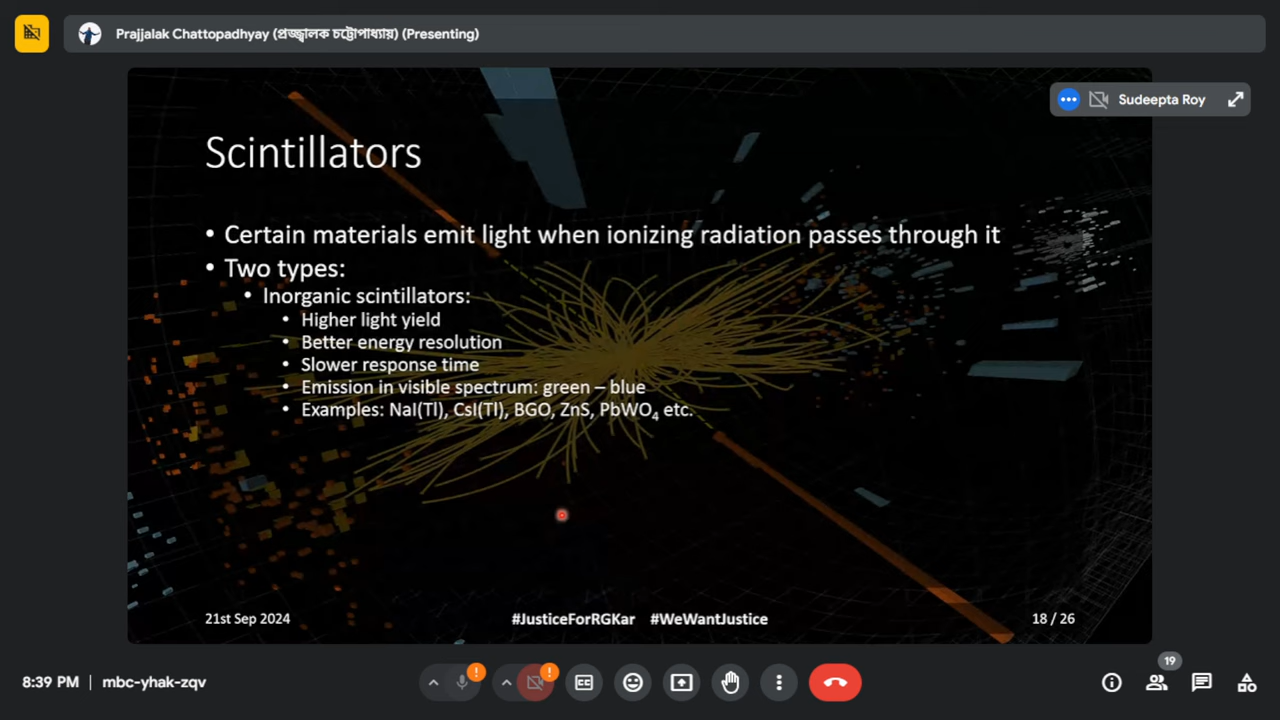 Prajjalak Chattopadhyay (প্রজ্জ্বালক চট্টোপাধ্যায়) (Presenting)
Sudeepta Roy
Scintillators
• Certain materials emit light when ionizing radiation passes through it
• Two types:
• Inorganic scintillators:
• Higher light yield
• Better energy resolution
• Slower response time
• Emission in visible spectrum: green – blue
• Examples: NaI(Tl), CsI(Tl), BGO, ZnS, PbWO₄ etc.
21st Sep 2024 #JusticeForRGKar #WeWantJustice 18 / 26
19
8:39 PM | mbc-yhak-zqv